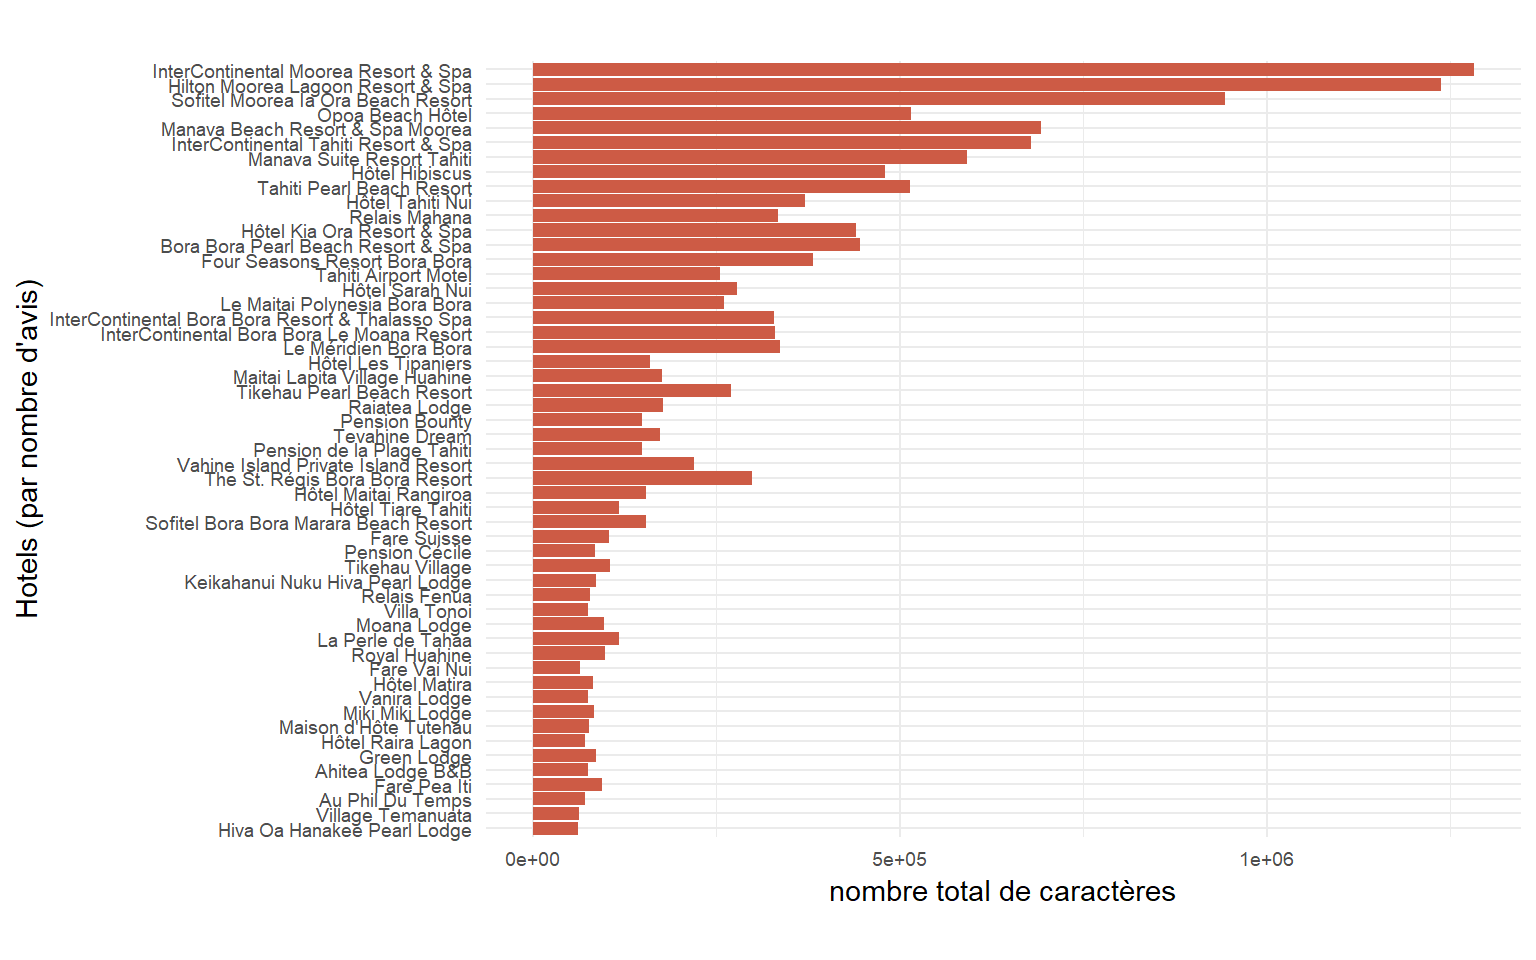 InterContinental Moorea Resort & Spa
Hilton Moorea Lagoon Resort & Spa
Sofitel Moorea Ia Ora Beach Resort
Opoa Beach Hôtel
Manava Beach Resort & Spa Moorea
InterContinental Tahiti Resort & Spa
Manava Suite Resort Tahiti
Hôtel Hibiscus
Tahiti Pearl Beach Resort
Hôtel Tahiti Nui
Relais Mahana
Hôtel Kia Ora Resort & Spa
Bora Bora Pearl Beach Resort & Spa
Four Seasons Resort Bora Bora
Tahiti Airport Motel
Hôtel Sarah Nui
Le Maitai Polynesia Bora Bora
InterContinental Bora Bora Resort & Thalasso Spa
InterContinental Bora Bora Le Moana Resort
Le Méridien Bora Bora
Hôtel Les Tipaniers
Maitai Lapita Village Huahine
Tikehau Pearl Beach Resort
Raiatea Lodge
Pension Bounty
Tevahine Dream
Pension de la Plage Tahiti
Vahine Island Private Island Resort
The St. Régis Bora Bora Resort
Hôtel Maitai Rangiroa
Hôtel Tiare Tahiti
Sofitel Bora Bora Marara Beach Resort
Fare Suisse
Pension Cécile
Tikehau Village
Keikahanui Nuku Hiva Pearl Lodge
Relais Fenua
Villa Tonoi
Moana Lodge
La Perle de Tahaa
Royal Huahine
Fare Vai Nui
Hôtel Matira
Vanira Lodge
Miki Miki Lodge
Maison d'Hôte Tutehau
Hôtel Raira Lagon
Green Lodge
Ahitea Lodge B&B
Fare Pea Iti
Au Phil Du Temps
Village Temanuata
Hiva Oa Hanakee Pearl Lodge
Hotels (par nombre d'avis)
0e+00 5e+05 1e+06
nombre total de caractères